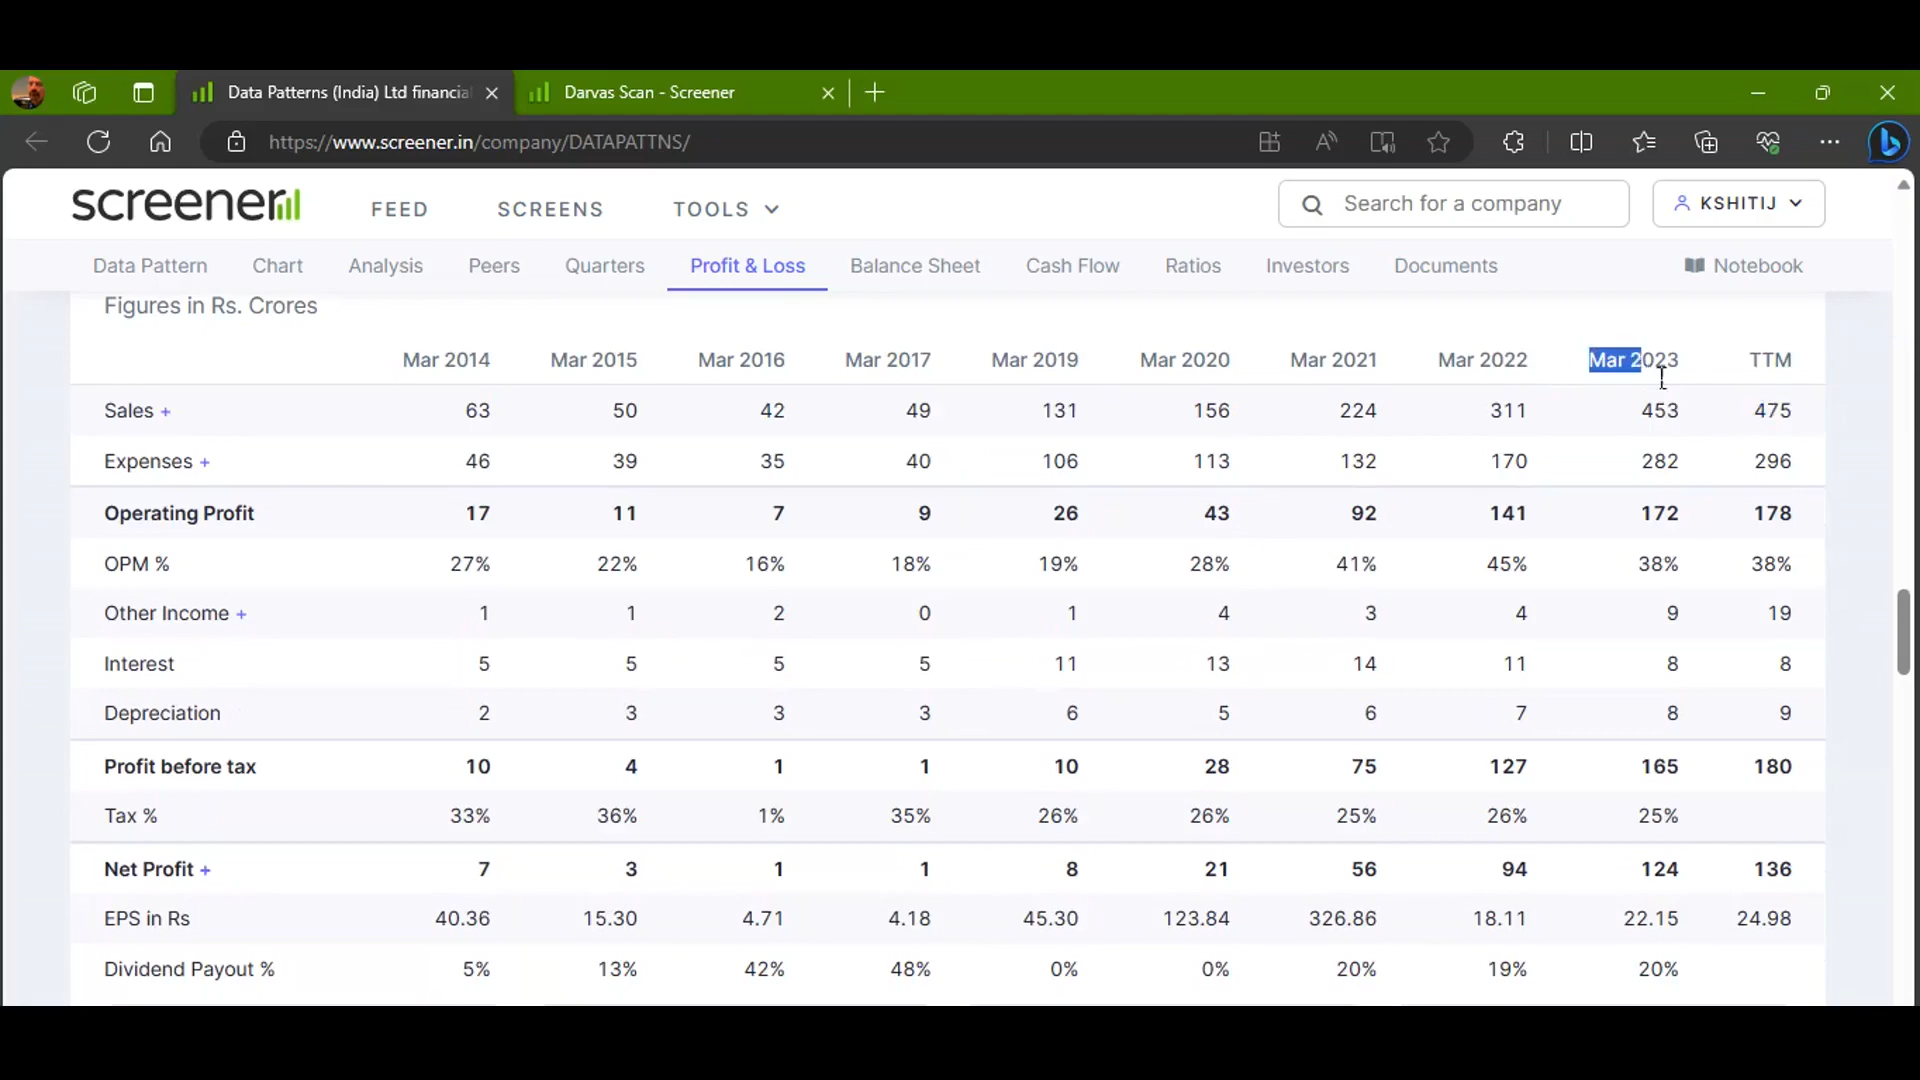 Data Patterns (India) Ltd financia
Darvas Scan - Screener
https://www.screener.in/company/DATAPATTNS/
screener
FEED
SCREENS
TOOLS
Search for a company
KSHITIJ
Data Pattern Chart Analysis Peers Quarters Profit & Loss Balance Sheet Cash Flow Ratios Investors Documents Notebook
Figures in Rs. Crores
Mar 2014 Mar 2015 Mar 2016 Mar 2017 Mar 2019 Mar 2020 Mar 2021 Mar 2022 Mar 2023 TTM
Sales + 63 50 42 49 131 156 224 311 453 475
Expenses + 46 39 35 40 106 113 132 170 282 296
Operating Profit 17 11 7 9 26 43 92 141 172 178
OPM % 27% 22% 16% 18% 19% 28% 41% 45% 38% 38%
Other Income + 1 1 2 0 1 4 3 4 9 19
Interest 5 5 5 5 11 13 14 11 8 8
Depreciation 2 3 3 3 6 5 6 7 8 9
Profit before tax 10 4 1 1 10 28 75 127 165 180
Tax % 33% 36% 1% 35% 26% 26% 25% 26% 25%
Net Profit + 7 3 1 1 8 21 56 94 124 136
EPS in Rs 40.36 15.30 4.71 4.18 45.30 123.84 326.86 18.11 22.15 24.98
Dividend Payout % 5% 13% 42% 48% 0% 0% 20% 19% 20%